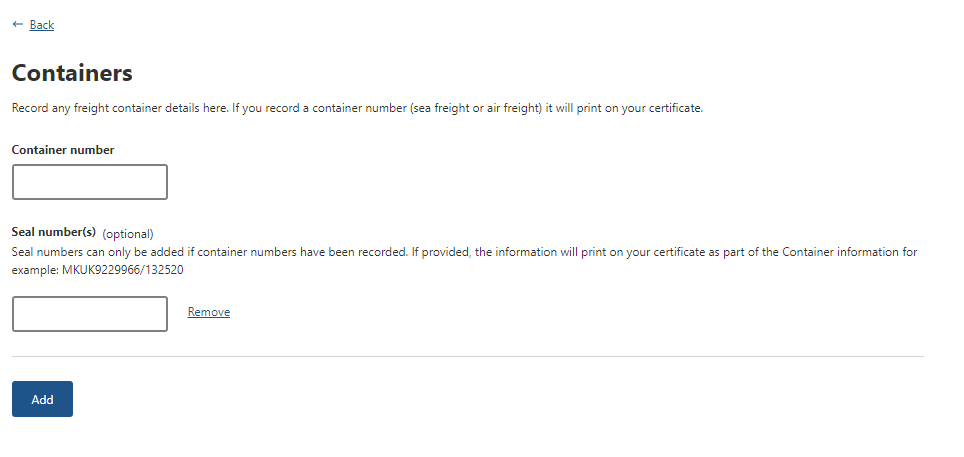 ← Back
Containers
Record any freight container details here. If you record a container number (sea freight or air freight) it will print on your certificate.
Container number
Seal number(s) (optional)
Seal numbers can only be added if container numbers have been recorded. If provided, the information will print on your certificate as part of the Container information for
example: MKUK9229966/132520
Remove
Add